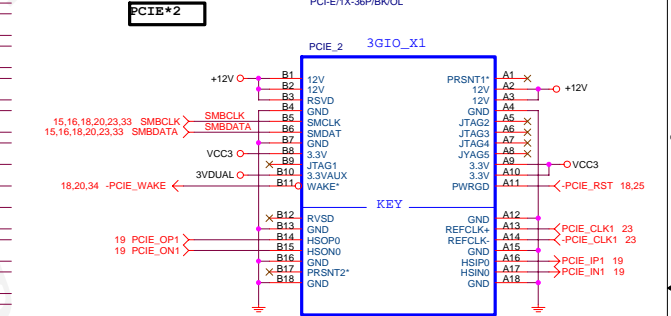 PCI-E/1X-36P/BK/OL
PCIE*2
PCIE_2 3GIO_X1
+12V B1 12V PRSNT1* A1
B2 12V 12V A2 +12V
B3 RSVD 12V A3
B4 GND GND A4
15,16,18,20,23,33 SMBCLK SMBCLK B5 SMCLK JTAG2 A5
15,16,18,20,23,33 SMBDATA SMBDATA B6 SMDAT JTAG3 A6
B7 GND JTAG4 A7
VCC3 B8 3.3V JYAG5 A8
B9 JTAG1 3.3V A9 VCC3
3VDUAL B10 3.3VAUX 3.3V A10
18,20,34 -PCIE_WAKE B11 WAKE* PWRGD A11 -PCIE_RST 18,25
KEY
B12 RVSD GND A12
B13 GND REFCLK+ A13 PCIE_CLK1 23
19 PCIE_OP1 B14 HSOP0 REFCLK- A14 -PCIE_CLK1 23
19 PCIE_ON1 B15 HSON0 GND A15
B16 GND HSIP0 A16 PCIE_IP1 19
B17 PRSNT2* HSIN0 A17 PCIE_IN1 19
B18 GND GND A18